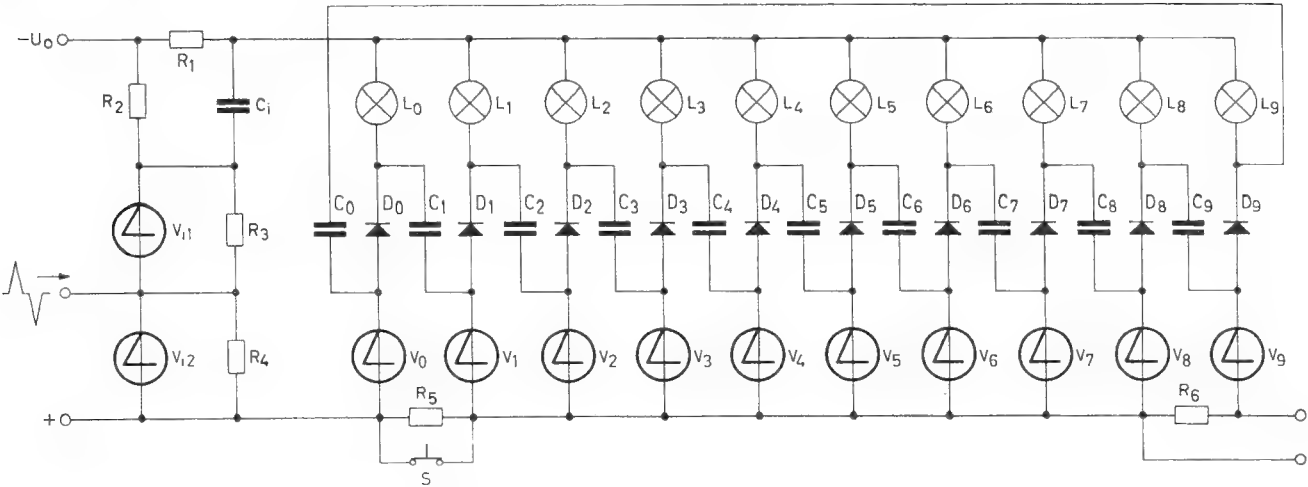 -U₀
R₁
R₂
Cᵢ
L₀ L₁ L₂ L₃ L₄ L₅ L₆ L₇ L₈ L₉
C₀ D₀ C₁ D₁ C₂ D₂ C₃ D₃ C₄ D₄ C₅ D₅ C₆ D₆ C₇ D₇ C₈ D₈ C₉ D₉
Vᵢ₁ R₃
Vᵢ₂ R₄ V₀ V₁ V₂ V₃ V₄ V₅ V₆ V₇ V₈ V₉
R₅ R₆
+
S